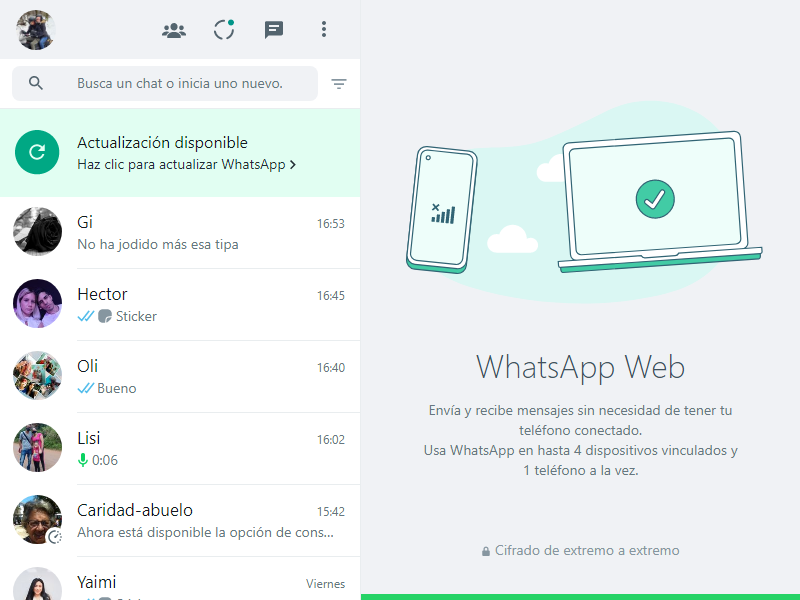 Busca un chat o inicia uno nuevo.
Actualización disponible
Haz clic para actualizar WhatsApp
Gi 16:53
No ha jodido más esa tipa
Hector 16:45
Sticker
Oli 16:40
Bueno
Lisi 16:02
0:06
Caridad-abuelo 15:42
Ahora está disponible la opción de cons...
Yaimi Viernes
WhatsApp Web
Envía y recibe mensajes sin necesidad de tener tu
teléfono conectado.
Usa WhatsApp en hasta 4 dispositivos vinculados y
1 teléfono a la vez.
Cifrado de extremo a extremo